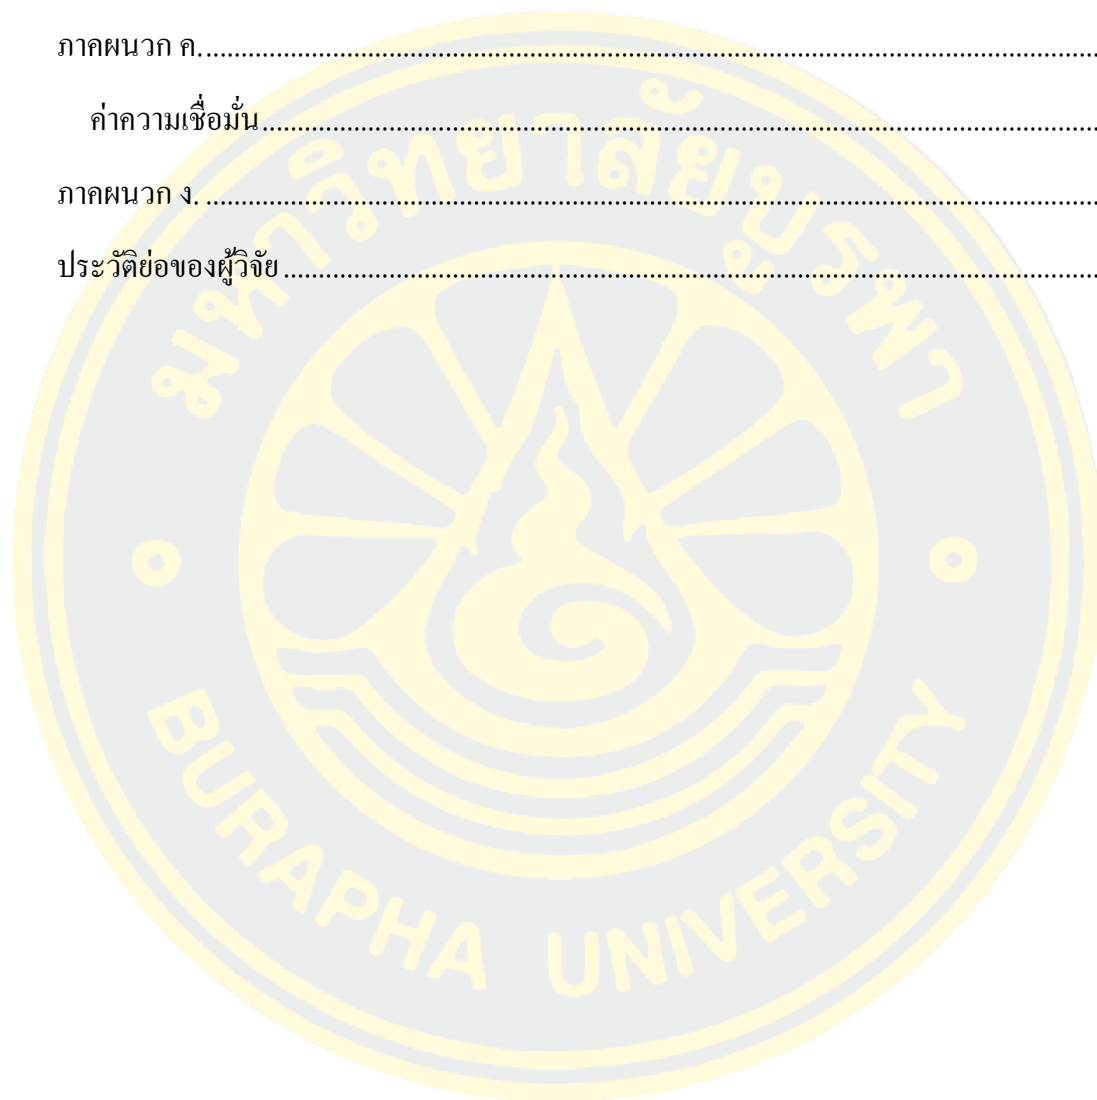 ภาคผนวก ค.........................................................................................................................
ค่าความเชื่อมั่น.........................................................................................................................
ภาคผนวก ง. .........................................................................................................................
ประวัติย่อของผู้วิจัย.........................................................................................................................
มหาวิทยาลัยบูรพา
BURAPHA UNIVERSITY